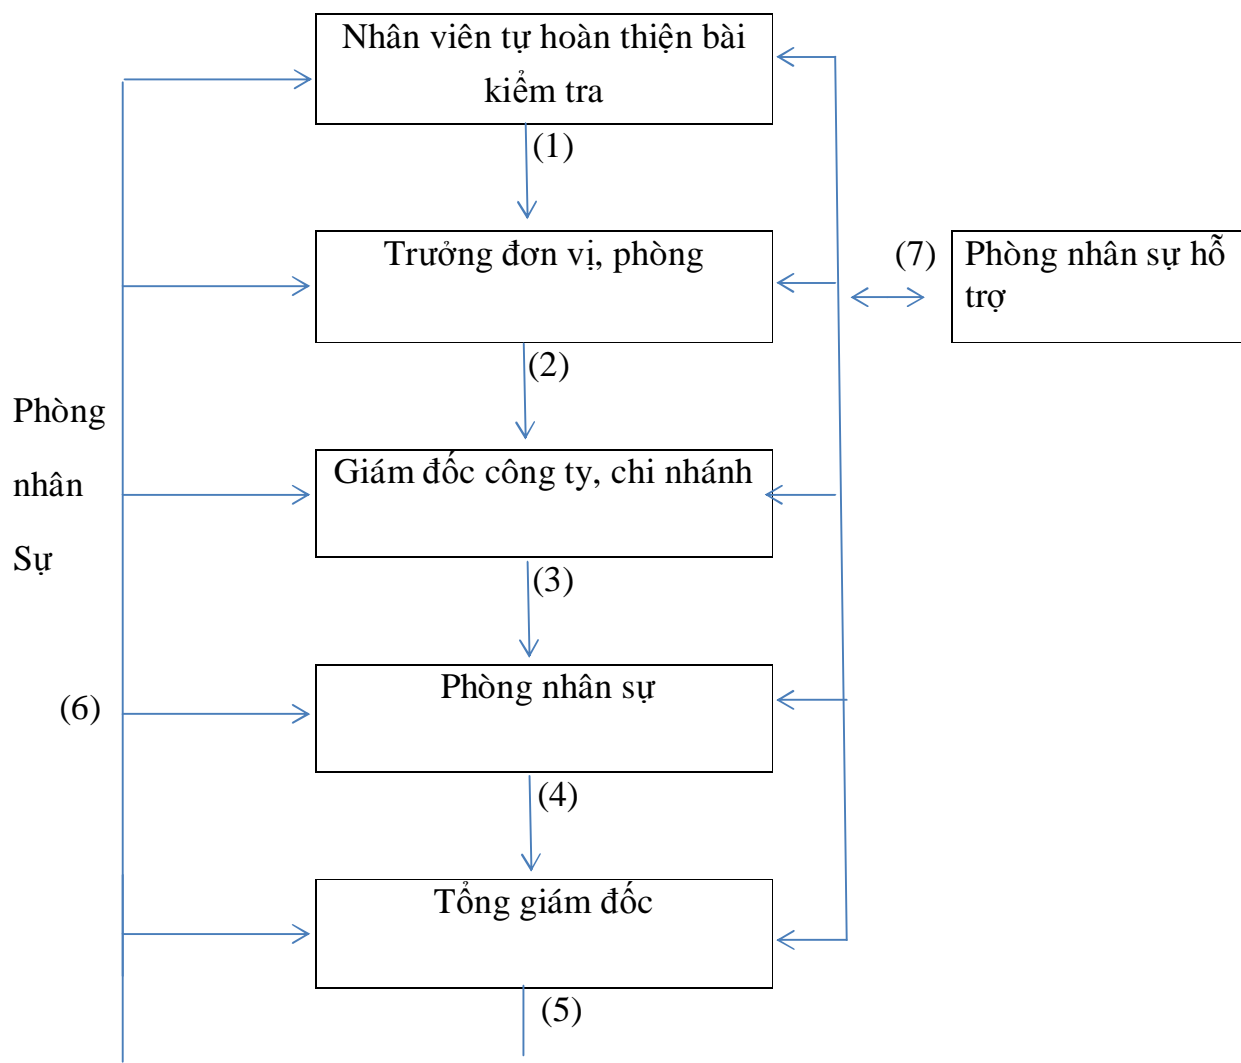 Nhân viên tự hoàn thiện bài
kiểm tra
(1)
Trưởng đơn vị, phòng
(7)
Phòng nhân sự hỗ
trợ
(2)
Phòng
nhân
Sự
Giám đốc công ty, chi nhánh
(3)
Phòng nhân sự
(6)
(4)
Tổng giám đốc
(5)